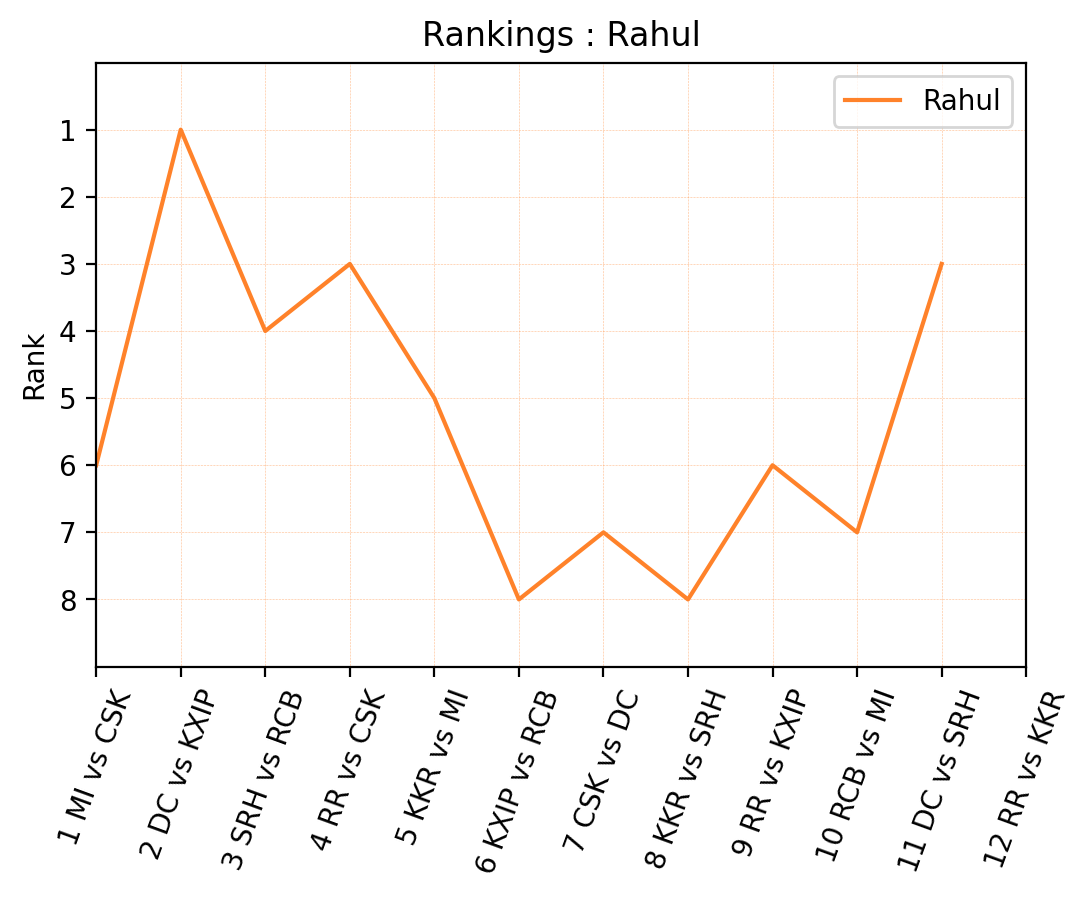 Rankings : Rahul
Rahul
Rank
1
2
3
4
5
6
7
8
1 MI vs CSK
2 DC vs KXIP
3 SRH vs RCB
4 RR vs CSK
5 KKR vs MI
6 KXIP vs RCB
7 CSK vs DC
8 KKR vs SRH
9 RR vs KXIP
10 RCB vs MI
11 DC vs SRH
12 RR vs KKR